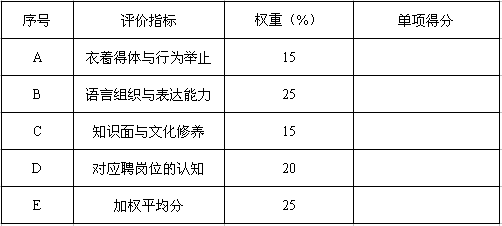 序号 评价指标 权重（%） 单项得分
A 衣着得体与行为举止 15
B 语言组织与表达能力 25
C 知识面与文化修养 15
D 对应聘岗位的认知 20
E 加权平均分 25